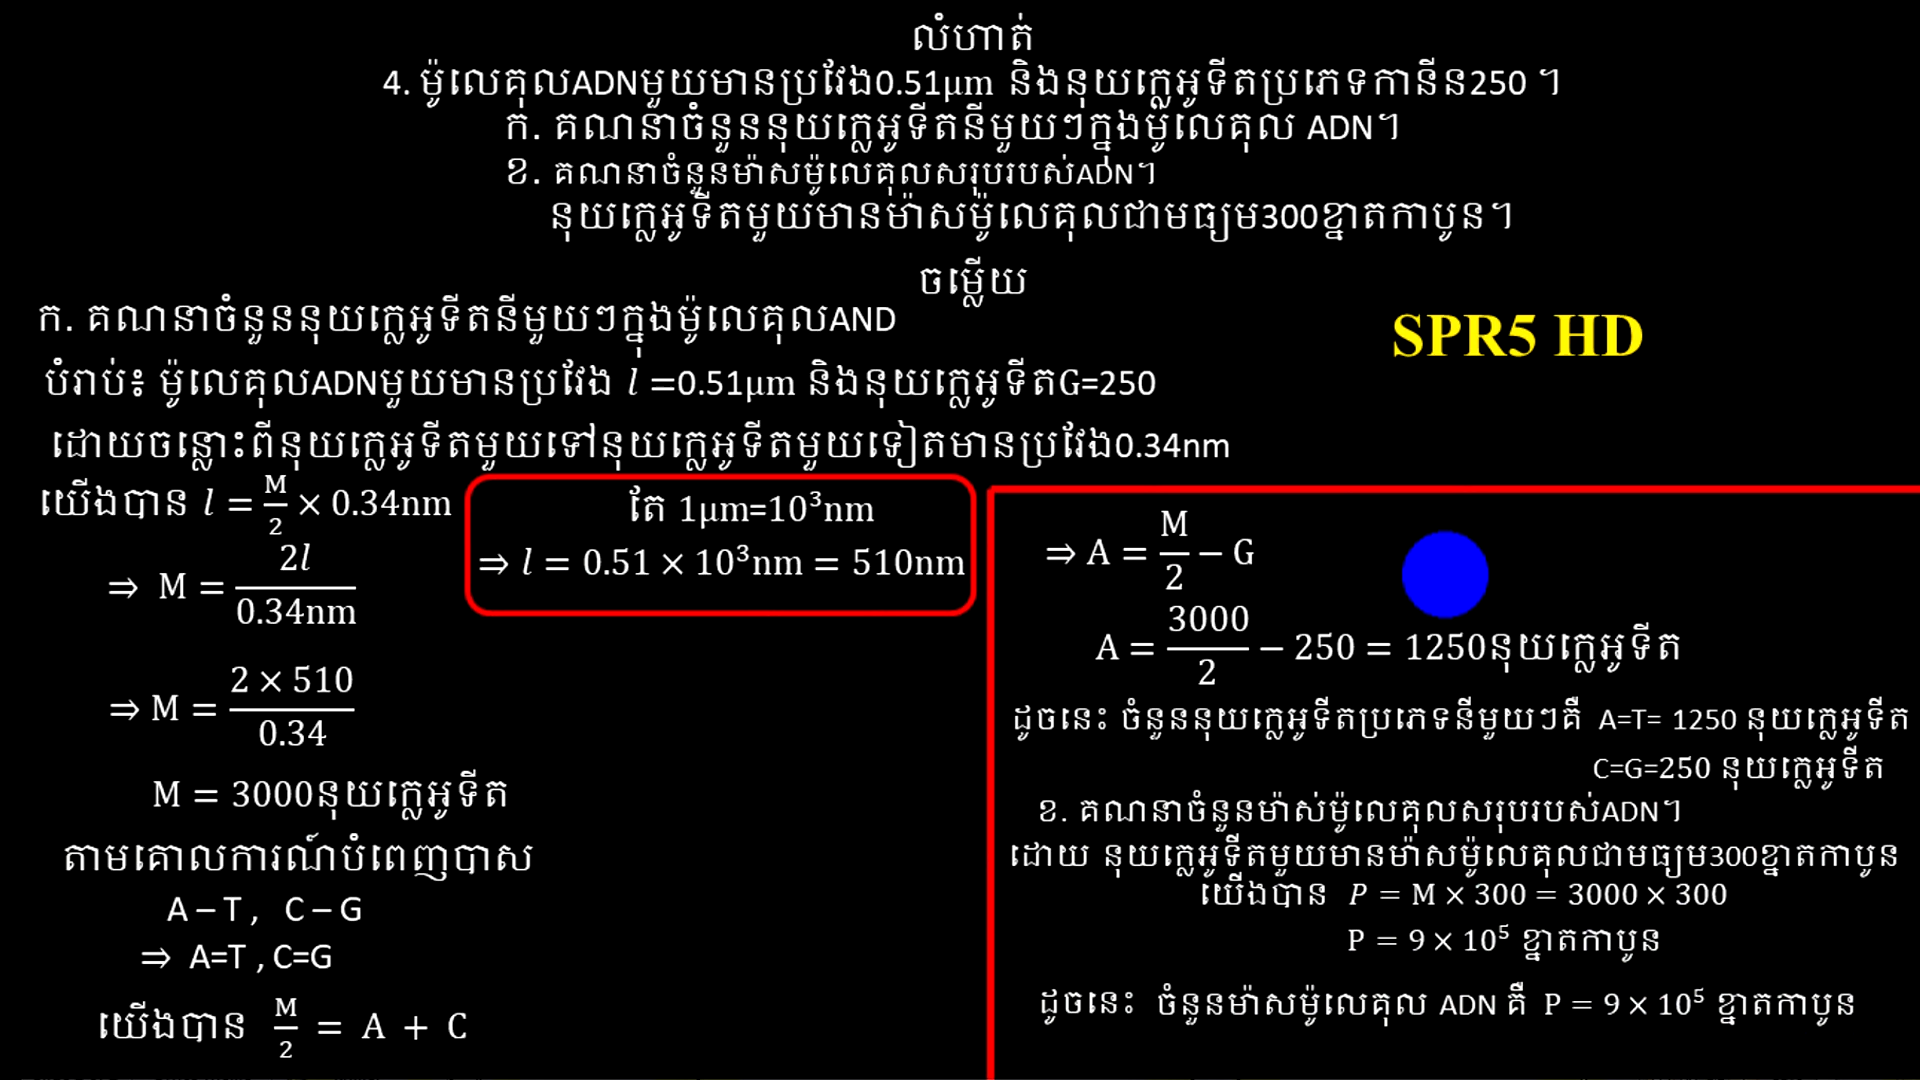 លំហាត់
4. ម៉ូលេគុលADNមួយមានប្រវែង0.51μm និងនុយក្លេអូទីតប្រភេទកានីន250 ។
ក. គណនាចំនួននុយក្លេអូទីតនីមួយៗក្នុងម៉ូលេគុល ADN។
ខ. គណនាចំនួនម៉ាសម៉ូលេគុលសរុបរបស់ADN។
នុយក្លេអូទីតមួយមានម៉ាសម៉ូលេគុលជាមធ្យម300ខ្នាតកាបូន។
ចម្លើយ
ក. គណនាចំនួននុយក្លេអូទីតនីមួយៗក្នុងម៉ូលេគុលAND
SPR5 HD
បំរាប់៖ ម៉ូលេគុលADNមួយមានប្រវែង l =0.51μm និងនុយក្លេអូទីតG=250
ដោយចន្លោះពីនុយក្លេអូទីតមួយទៅនុយក្លេអូទីតមួយទៀតមានប្រវែង0.34nm
យើងបាន l = M/2 × 0.34nm
⇒ M = 2l/0.34nm
⇒ M = 2 × 510/0.34
M = 3000នុយក្លេអូទីត
តាមគោលការណ៍បំពេញបាស
A – T , C – G
⇒ A=T , C=G
យើងបាន M/2 = A + C
តែ 1μm=10³nm
⇒ l = 0.51 × 10³nm = 510nm
⇒ A = M/2 − G
A = 3000/2 − 250 = 1250នុយក្លេអូទីត
ដូចនេះ ចំនួននុយក្លេអូទីតប្រភេទនីមួយៗគឺ A=T= 1250 នុយក្លេអូទីត
C=G=250 នុយក្លេអូទីត
ខ. គណនាចំនួនម៉ាស់ម៉ូលេគុលសរុបរបស់ADN។
ដោយ នុយក្លេអូទីតមួយមានម៉ាសម៉ូលេគុលជាមធ្យម300ខ្នាតកាបូន
យើងបាន P = M × 300 = 3000 × 300
P = 9 × 10⁵ ខ្នាតកាបូន
ដូចនេះ ចំនួនម៉ាសម៉ូលេគុល ADN គឺ P = 9 × 10⁵ ខ្នាតកាបូន